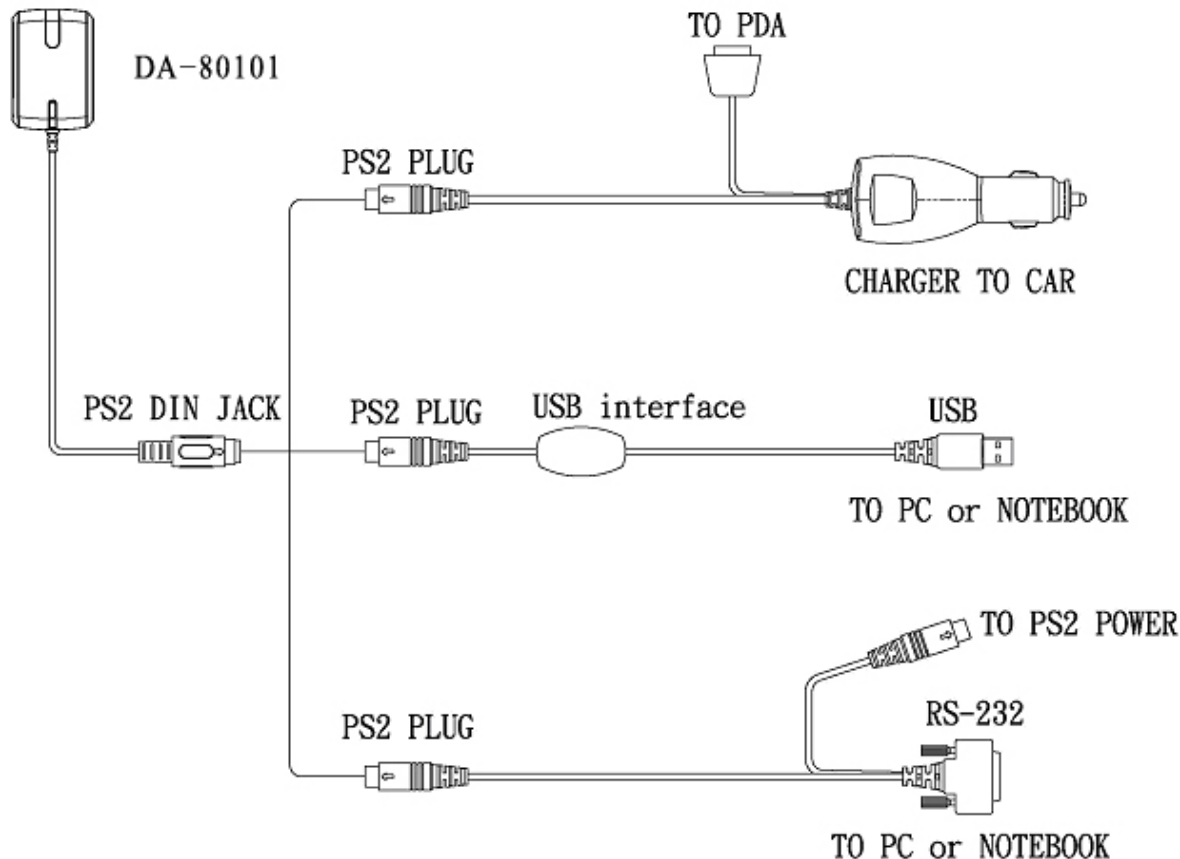 TO PDA
DA-80101
PS2 PLUG
CHARGER TO CAR
PS2 DIN JACK
PS2 PLUG
USB interface
USB
TO PC or NOTEBOOK
TO PS2 POWER
PS2 PLUG
RS-232
TO PC or NOTEBOOK